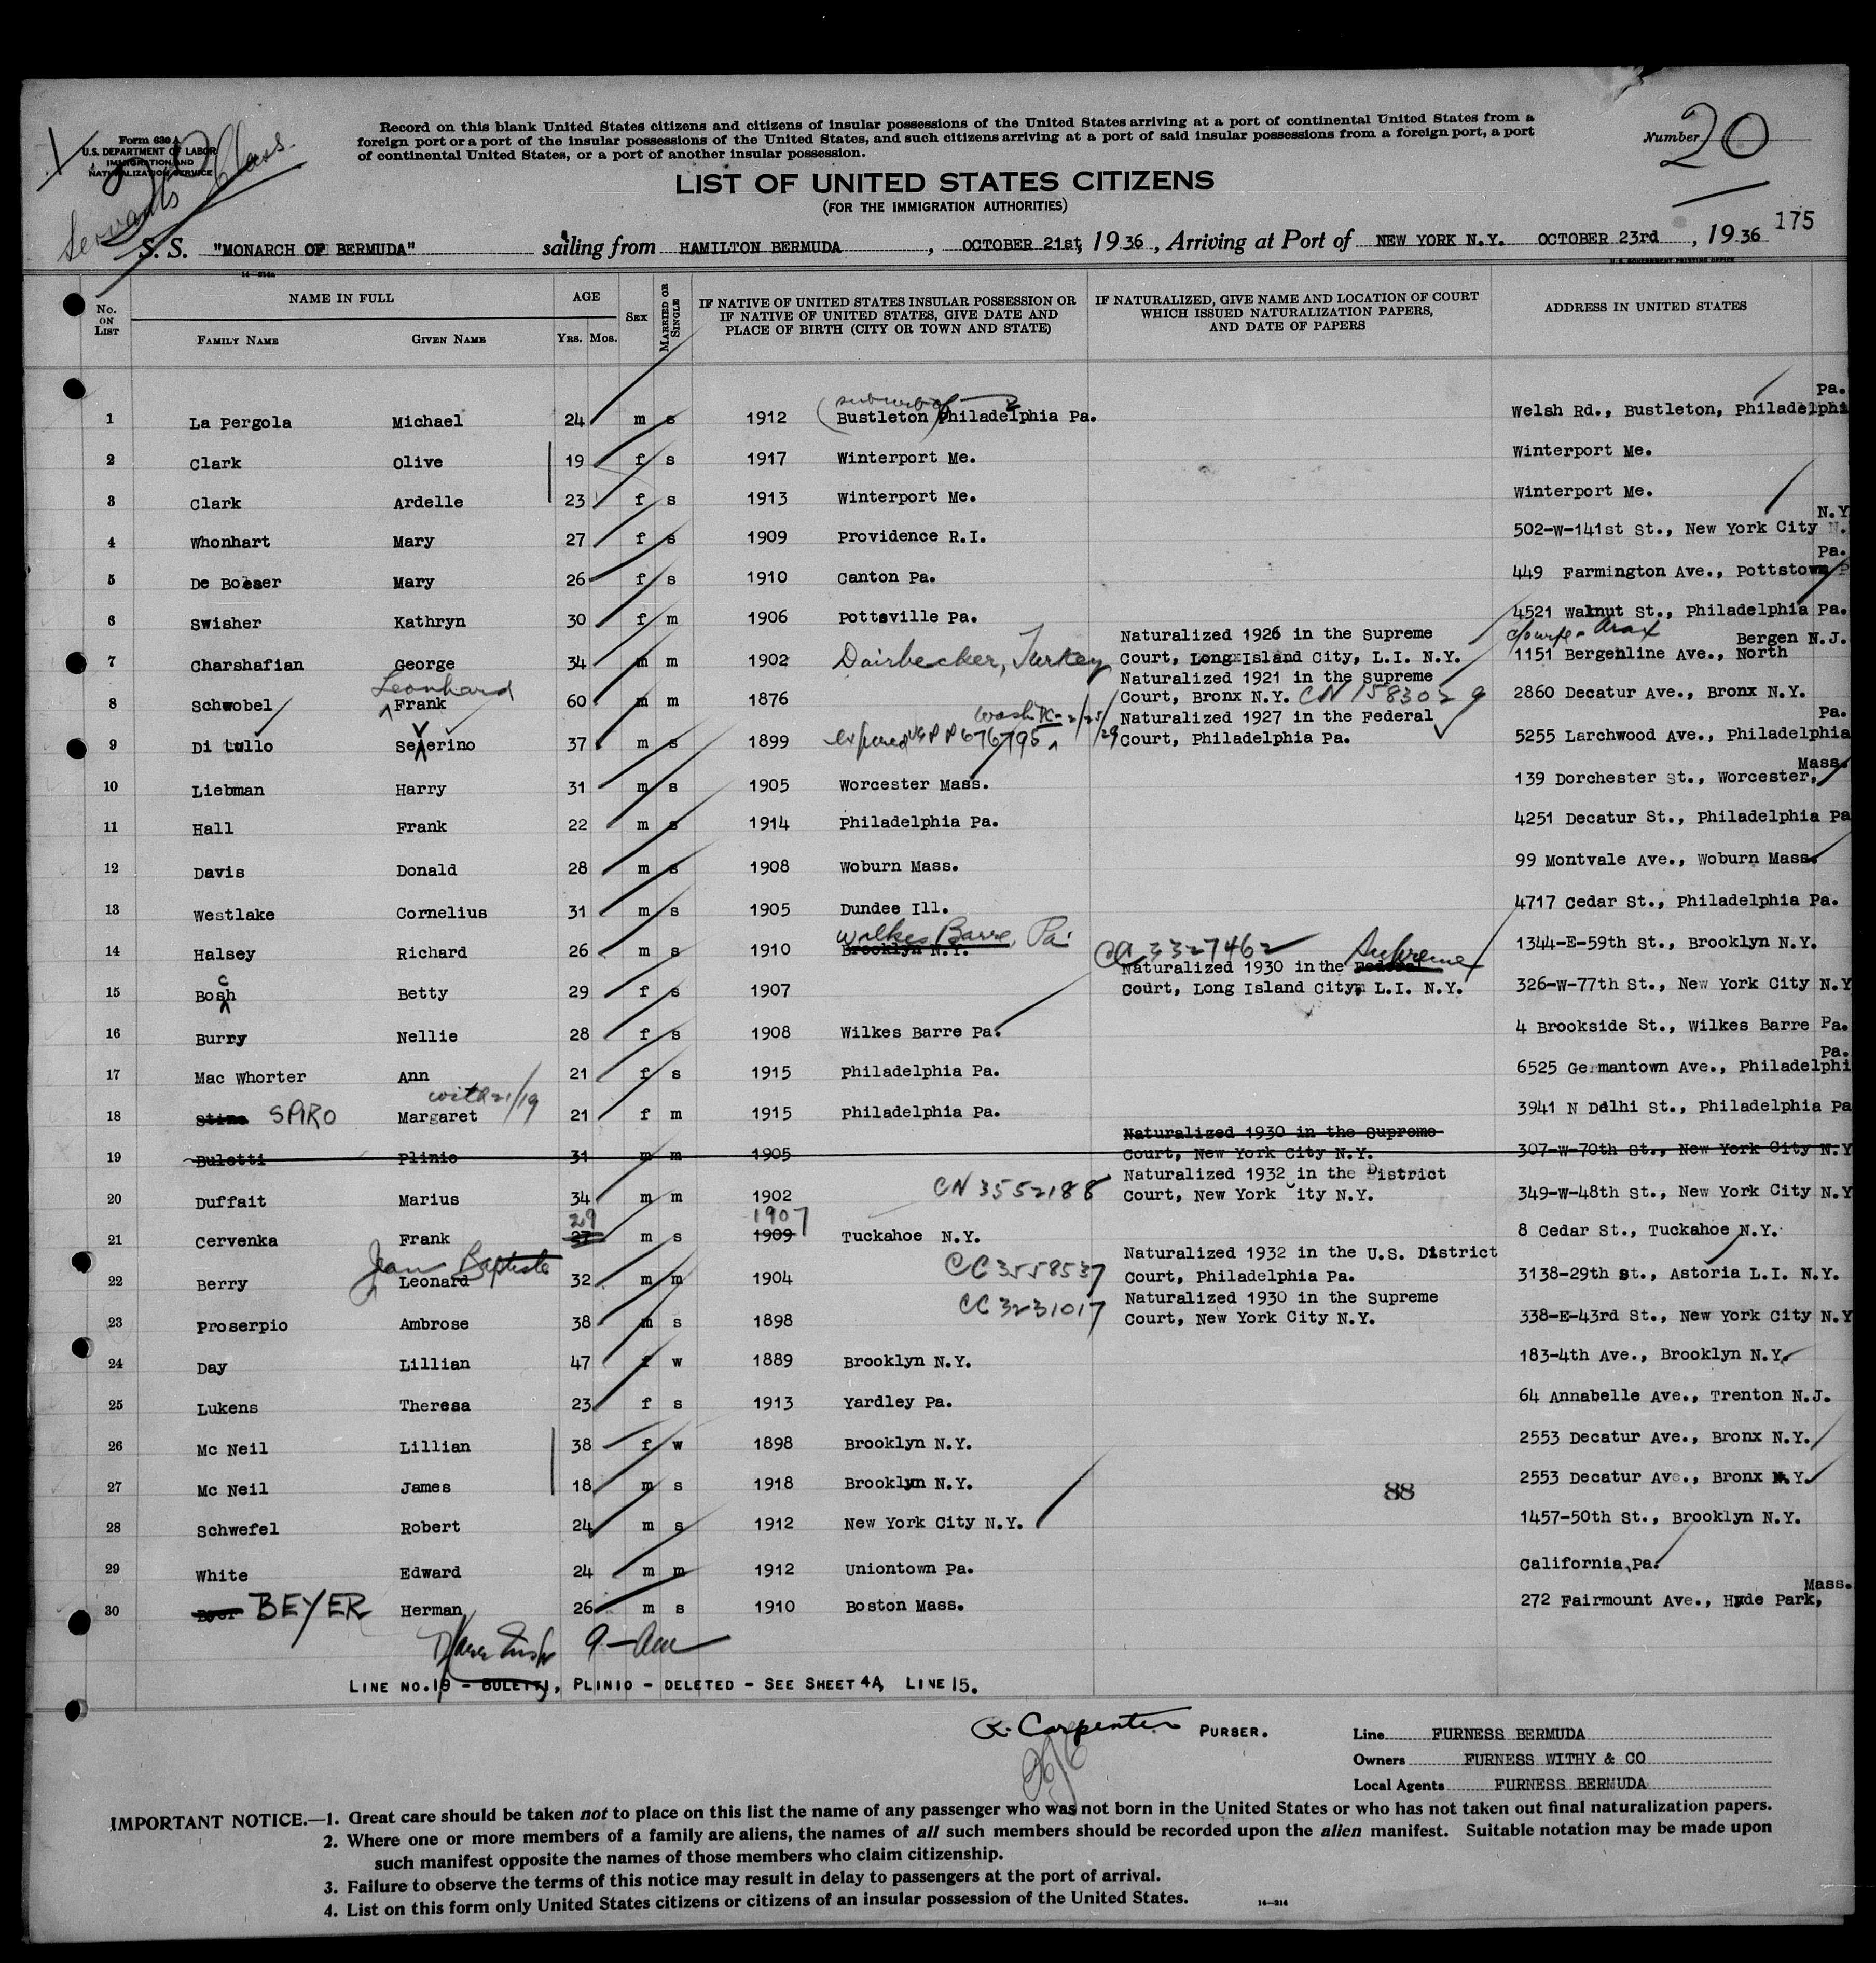 Form 630 A
U.S. DEPARTMENT OF LABOR
IMMIGRATION AND
NATURALIZATION SERVICE
Servants Class.
Record on this blank United States citizens and citizens of insular possessions of the United States arriving at a port of continental United States from a
foreign port or a port of the insular possessions of the United States, and such citizens arriving at a port of said insular possessions from a foreign port, a port
of continental United States, or a port of another insular possession.
Number 20
LIST OF UNITED STATES CITIZENS
(FOR THE IMMIGRATION AUTHORITIES)
175
S. S. "MONARCH OF BERMUDA" sailing from HAMILTON BERMUDA, OCTOBER 21st, 1936, Arriving at Port of NEW YORK N.Y. OCTOBER 23rd, 1936
14-214a
U.S. GOVERNMENT PRINTING OFFICE
No. ON LIST
NAME IN FULL
FAMILY NAME GIVEN NAME
AGE
YRS. MOS.
SEX
MARRIED OR SINGLE
IF NATIVE OF UNITED STATES INSULAR POSSESSION OR
IF NATIVE OF UNITED STATES, GIVE DATE AND
PLACE OF BIRTH (CITY OR TOWN AND STATE)
IF NATURALIZED, GIVE NAME AND LOCATION OF COURT
WHICH ISSUED NATURALIZATION PAPERS,
AND DATE OF PAPERS
ADDRESS IN UNITED STATES
suburb of Pa.
1 La Pergola Michael 24 m s 1912 (Bustleton) Philadelphia Pa. Welsh Rd., Bustleton, Philadelphi
2 Clark Olive 19 f s 1917 Winterport Me. Winterport Me.
3 Clark Ardelle 23 f s 1913 Winterport Me. Winterport Me.
N.Y
4 Whonhart Mary 27 f s 1909 Providence R.I. 502-W-141st St., New York City N.
Pa.
5 De Boeser Mary 26 f s 1910 Canton Pa. 449 Farmington Ave., Pottstown P
6 Swisher Kathryn 30 f m 1906 Pottsville Pa. 4521 Walnut St., Philadelphia Pa.
Naturalized 1926 in the Supreme Bergen N.J.
7 Charshafian George 34 m m 1902 Dairbecker, Turkey Court, Long Island City, L.I. N.Y. 1151 Bergenline Ave., North
Leonhard Naturalized 1921 in the Supreme
8 Schwobel Frank 60 m m 1876 Court, Bronx N.Y. CN 1583029 2860 Decatur Ave., Bronx N.Y.
Wash DC - 2/25/29 Naturalized 1927 in the Federal Pa.
9 Di Tullo Severino 37 m s 1899 expired US PP 676795 Court, Philadelphia Pa. 5255 Larchwood Ave., Philadelphia
Mass.
10 Liebman Harry 31 m s 1905 Worcester Mass. 139 Dorchester St., Worcester,
11 Hall Frank 22 m s 1914 Philadelphia Pa. 4251 Decatur St., Philadelphia Pa
12 Davis Donald 28 m s 1908 Woburn Mass. 99 Montvale Ave., Woburn Mass.
13 Westlake Cornelius 31 m s 1905 Dundee Ill. 4717 Cedar St., Philadelphia Pa.
Wilkes Barre, Pa.
14 Halsey Richard 26 m s 1910 Brooklyn N.Y. 1344-E-59th St., Brooklyn N.Y.
CC 3327462 Supreme
Naturalized 1930 in the Federal
15 Bosch Betty 29 f s 1907 Court, Long Island City, L.I. N.Y. 326-W-77th St., New York City N.Y
16 Burry Nellie 28 f s 1908 Wilkes Barre Pa. 4 Brookside St., Wilkes Barre Pa.
Pa.
17 Mac Whorter Ann 21 f s 1915 Philadelphia Pa. 6525 Germantown Ave., Philadelphi
with 21/19
18 SPIRO Margaret 21 f m 1915 Philadelphia Pa. 3941 N Delhi St., Philadelphia Pa
Naturalized 1930 in the Supreme
19 Buletti Plinio 31 m m 1905 Court, New York City N.Y. 307-W-70th St., New York City N.Y
Naturalized 1932 in the District
20 Duffait Marius 34 m m 1902 CN 3552188 Court, New York ity N.Y. 349-W-48th St., New York City N.Y
29 1907
21 Cervenka Frank 27 m s 1909 Tuckahoe N.Y. 8 Cedar St., Tuckahoe N.Y.
Jean Baptiste Naturalized 1932 in the U.S. District
22 Berry Leonard 32 m m 1904 CC 3558537 Court, Philadelphia Pa. 3138-29th St., Astoria L.I. N.Y.
Naturalized 1930 in the Supreme
23 Proserpio Ambrose 38 m s 1898 CC 3231017 Court, New York City N.Y. 338-E-43rd St., New York City N.Y
24 Day Lillian 47 f w 1889 Brooklyn N.Y. 183-4th Ave., Brooklyn N.Y.
25 Lukens Theresa 23 f s 1913 Yardley Pa. 64 Annabelle Ave., Trenton N.J.
26 Mc Neil Lillian 38 f w 1898 Brooklyn N.Y. 2553 Decatur Ave., Bronx N.Y.
27 Mc Neil James 18 m s 1918 Brooklyn N.Y. 88 2553 Decatur Ave., Bronx N.Y.
28 Schwefel Robert 24 m s 1912 New York City N.Y. 1457-50th St., Brooklyn N.Y.
29 White Edward 24 m m 1912 Uniontown Pa. California, Pa.
Mass.
30 Byer BEYER Herman 26 m s 1910 Boston Mass. 272 Fairmount Ave., Hyde Park,
LINE NO.19 - BULETTI, PLINIO - DELETED - SEE SHEET 4A, LINE 15.
R. Carpenter PURSER.
Line FURNESS BERMUDA
Owners FURNESS WITHY & CO
Local Agents FURNESS BERMUDA
IMPORTANT NOTICE.—1. Great care should be taken not to place on this list the name of any passenger who was not born in the United States or who has not taken out final naturalization papers.
2. Where one or more members of a family are aliens, the names of all such members should be recorded upon the alien manifest. Suitable notation may be made upon
such manifest opposite the names of those members who claim citizenship.
3. Failure to observe the terms of this notice may result in delay to passengers at the port of arrival.
4. List on this form only United States citizens or citizens of an insular possession of the United States.
14-214